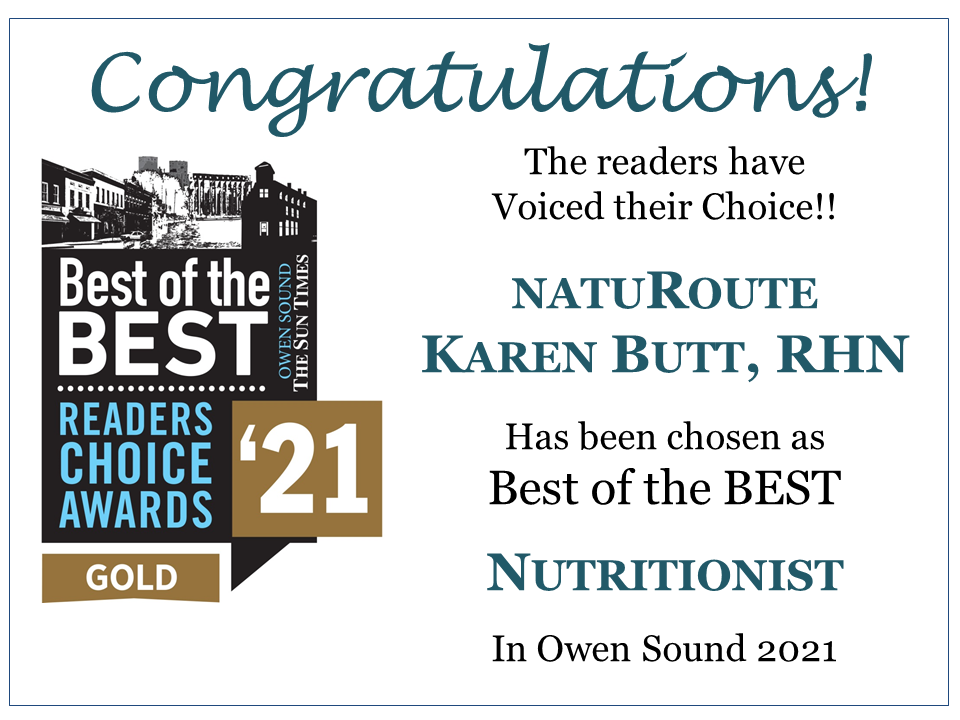 Congratulations!
The readers have
Voiced their Choice!!
NATUROUTE
KAREN BUTT, RHN
Has been chosen as
Best of the BEST
NUTRITIONIST
In Owen Sound 2021
Best of the
BEST
OWEN SOUND
THE SUN TIMES
READERS
CHOICE
AWARDS
‘21
GOLD